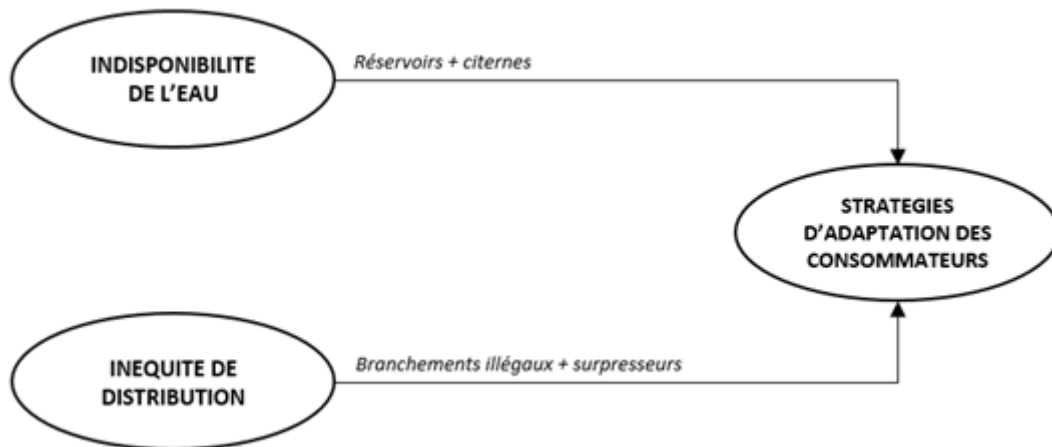 INDISPONIBILITE
DE L'EAU
Réservoirs + citernes
STRATEGIES
D'ADAPTATION DES
CONSOMMATEURS
INEQUITE DE
DISTRIBUTION
Branchements illégaux + surpresseurs